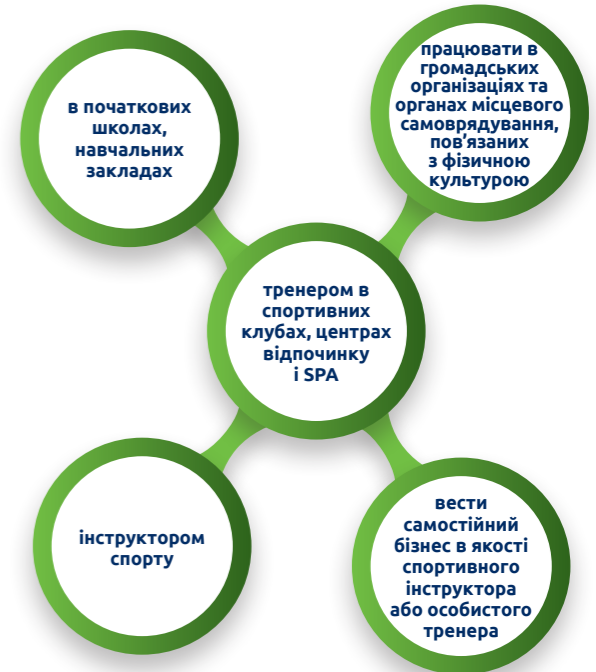 в початкових
школах,
навчальних
закладах
працювати в
громадських
організаціях та
органах місцевого
самоврядування,
пов’язаних
з фізичною
культурою
тренером в
спортивних
клубах, центрах
відпочинку
і SPA
інструктором
спорту
вести
самостійний
бізнес в якості
спортивного
інструктора
або особистого
тренера